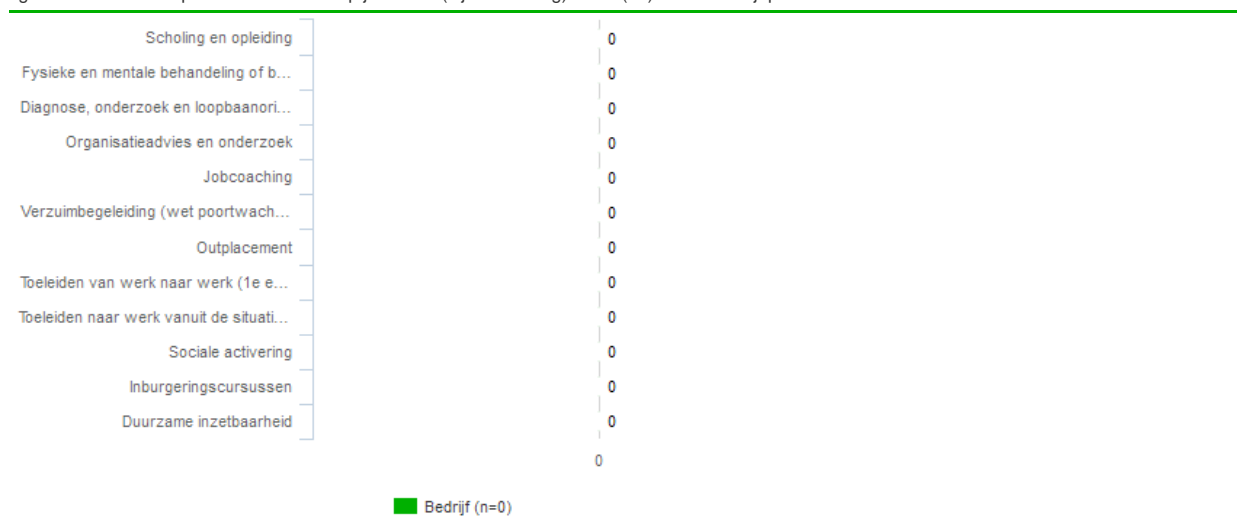 Scholing en opleiding 0
Fysieke en mentale behandeling of b... 0
Diagnose, onderzoek en loopbaanori... 0
Organisatieadvies en onderzoek 0
Jobcoaching 0
Verzuimbegeleiding (wet poortwach... 0
Outplacement 0
Toeleiden van werk naar werk (1e e... 0
Toeleiden naar werk vanuit de situati... 0
Sociale activering 0
Inburgeringscursussen 0
Duurzame inzetbaarheid 0
0
Bedrijf (n=0)